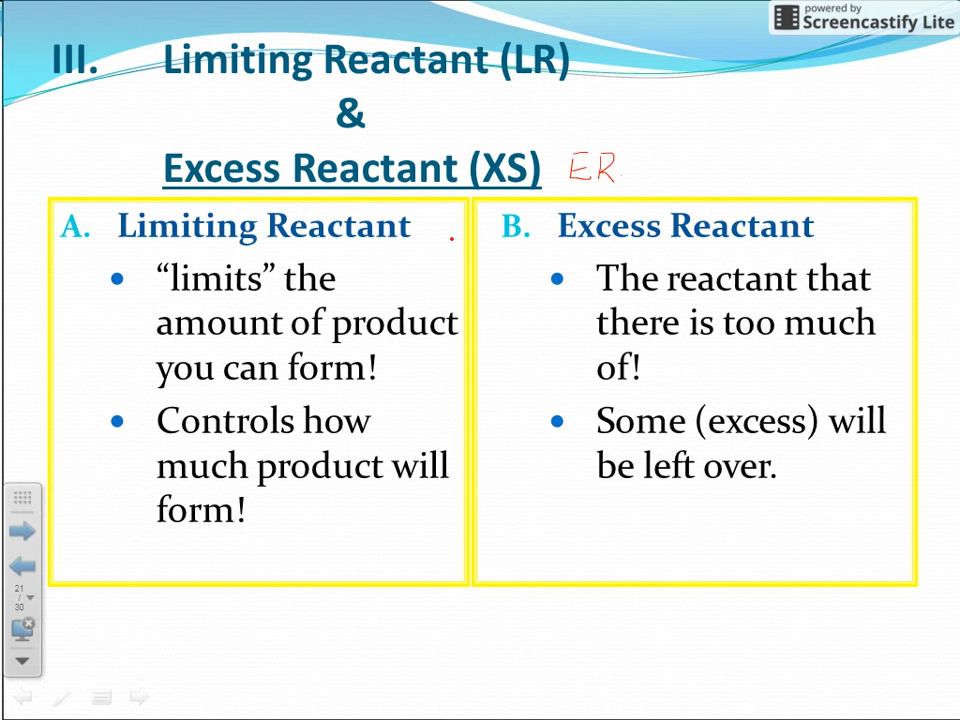 powered by
Screencastify Lite
III. Limiting Reactant (LR)
&
Excess Reactant (XS) ER
A. Limiting Reactant
• “limits” the
amount of product
you can form!
• Controls how
much product will
form!
B. Excess Reactant
• The reactant that
there is too much
of!
• Some (excess) will
be left over.
21
/
30